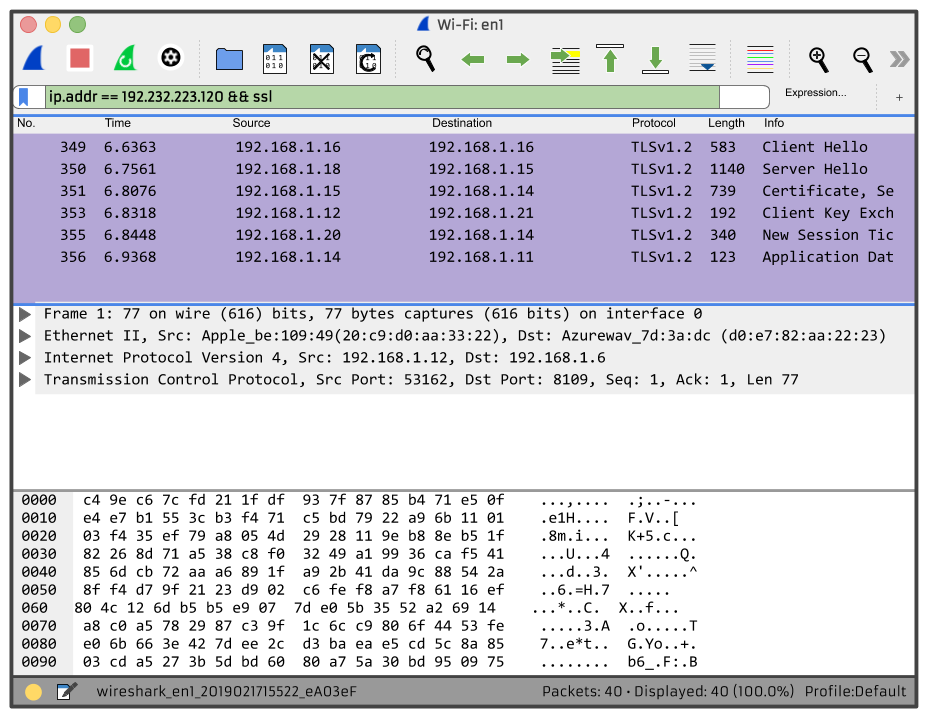 Wi-Fi: en1
ip.addr == 192.232.223.120 && ssl Expression... +
No. Time Source Destination Protocol Length Info
349 6.6363 192.168.1.16 192.168.1.16 TLSv1.2 583 Client Hello
350 6.7561 192.168.1.18 192.168.1.15 TLSv1.2 1140 Server Hello
351 6.8076 192.168.1.15 192.168.1.14 TLSv1.2 739 Certificate, Se
353 6.8318 192.168.1.12 192.168.1.21 TLSv1.2 192 Client Key Exch
355 6.8448 192.168.1.20 192.168.1.14 TLSv1.2 340 New Session Tic
356 6.9368 192.168.1.14 192.168.1.11 TLSv1.2 123 Application Dat
Frame 1: 77 on wire (616) bits, 77 bytes captures (616 bits) on interface 0
Ethernet II, Src: Apple_be:109:49(20:c9:d0:aa:33:22), Dst: Azurewav_7d:3a:dc (d0:e7:82:aa:22:23)
Internet Protocol Version 4, Src: 192.168.1.12, Dst: 192.168.1.6
Transmission Control Protocol, Src Port: 53162, Dst Port: 8109, Seq: 1, Ack: 1, Len 77
0000 c4 9e c6 7c fd 21 1f df 93 7f 87 85 b4 71 e5 0f ...,.... .;..-...
0010 e4 e7 b1 55 3c b3 f4 71 c5 bd 79 22 a9 6b 11 01 .e1H.... F.V..[
0020 03 f4 35 ef 79 a8 05 4d 29 28 11 9e b8 8e b5 1f .8m.i... K+5.c...
0030 82 26 8d 71 a5 38 c8 f0 32 49 a1 99 36 ca f5 41 ...U...4 ......Q.
0040 85 6d cb 72 aa a6 89 1f a9 2b 41 da 9c 88 54 2a ...d..3. X'.....^
0050 8f f4 d7 9f 21 23 d9 02 c6 fe f8 a7 f8 61 16 ef ..6.=H.7 .....
060 80 4c 12 6d b5 b5 e9 07 7d e0 5b 35 52 a2 69 14 ...*..C. X..f...
0070 a8 c0 a5 78 29 87 c3 9f 1c 6c c9 80 6f 44 53 fe .....3.A .o.....T
0080 e0 6b 66 3e 42 7d ee 2c d3 ba ea e5 cd 5c 8a 85 7..e*t.. G.Yo..+.
0090 03 cd a5 27 3b 5d bd 60 80 a7 5a 30 bd 95 09 75 ........ b6_.F:.B
wireshark_en1_2019021715522_eA03eF Packets: 40 · Displayed: 40 (100.0%) Profile:Default